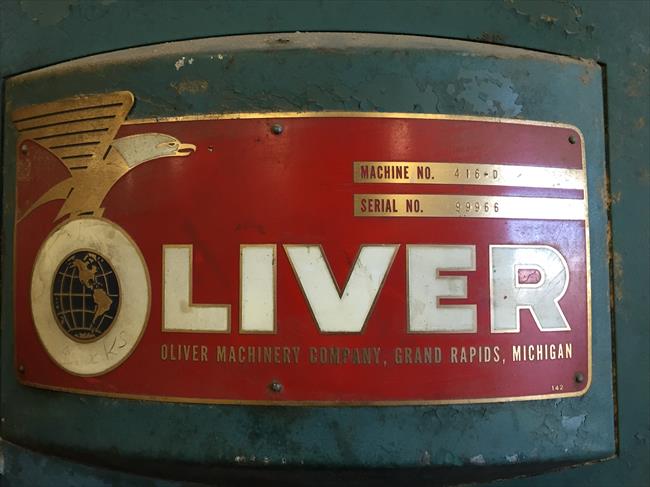 MACHINE NO. 416-D
SERIAL NO. 99966
OLIVER
OLIVER MACHINERY COMPANY, GRAND RAPIDS, MICHIGAN
142